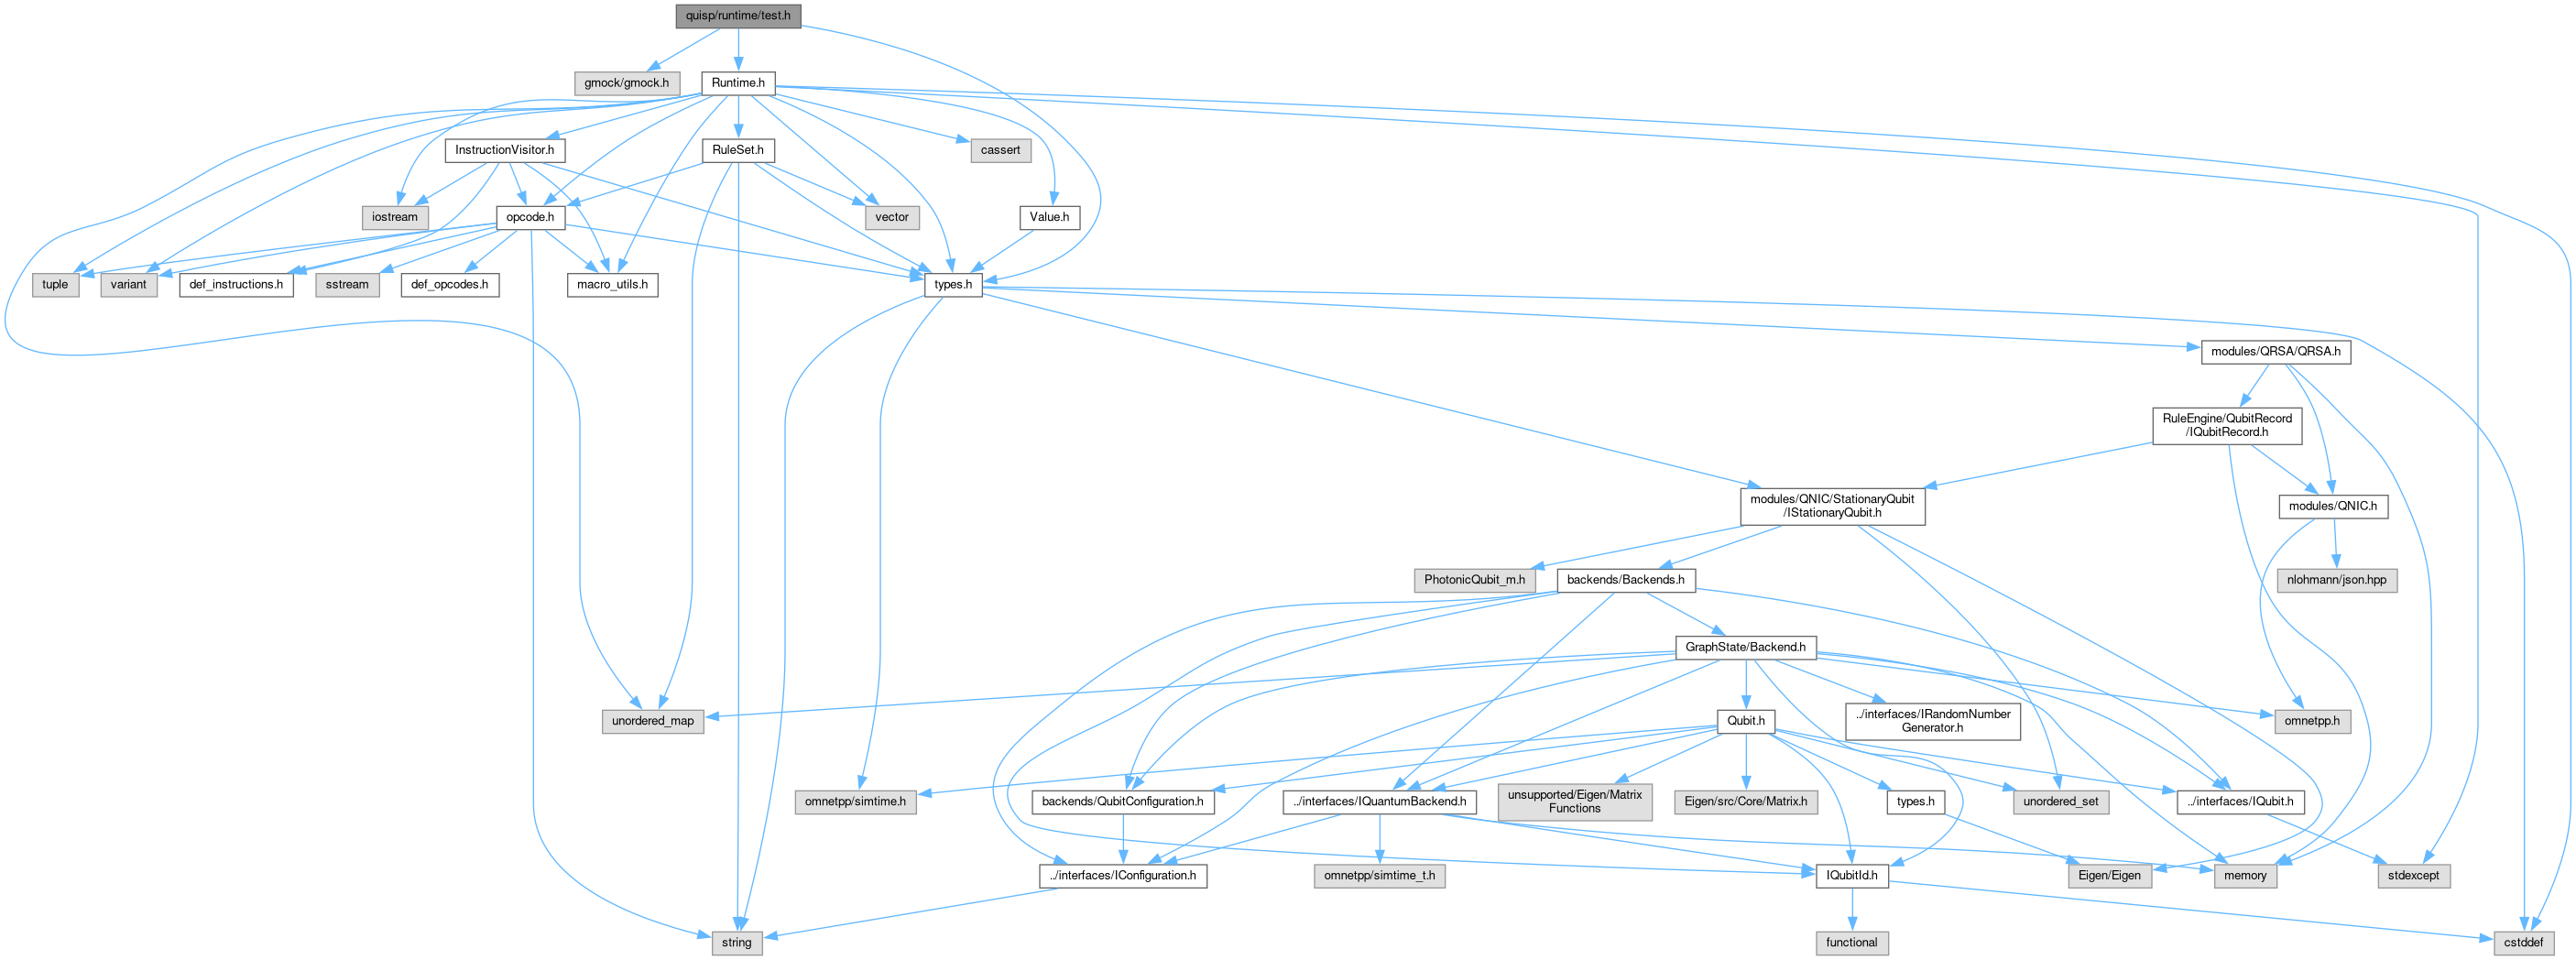 quisp/runtime/test.h
gmock/gmock.h
Runtime.h
InstructionVisitor.h
RuleSet.h
cassert
iostream
opcode.h
vector
Value.h
tuple
variant
def_instructions.h
sstream
def_opcodes.h
macro_utils.h
types.h
modules/QRSA/QRSA.h
RuleEngine/QubitRecord
/IQubitRecord.h
modules/QNIC/StationaryQubit
/IStationaryQubit.h
modules/QNIC.h
PhotonicQubit_m.h
backends/Backends.h
nlohmann/json.hpp
GraphState/Backend.h
unordered_map
Qubit.h
../interfaces/IRandomNumber
Generator.h
omnetpp.h
omnetpp/simtime.h
backends/QubitConfiguration.h
../interfaces/IQuantumBackend.h
unsupported/Eigen/Matrix
Functions
Eigen/src/Core/Matrix.h
types.h
unordered_set
../interfaces/IQubit.h
../interfaces/IConfiguration.h
omnetpp/simtime_t.h
IQubitId.h
Eigen/Eigen
memory
stdexcept
string
functional
cstddef